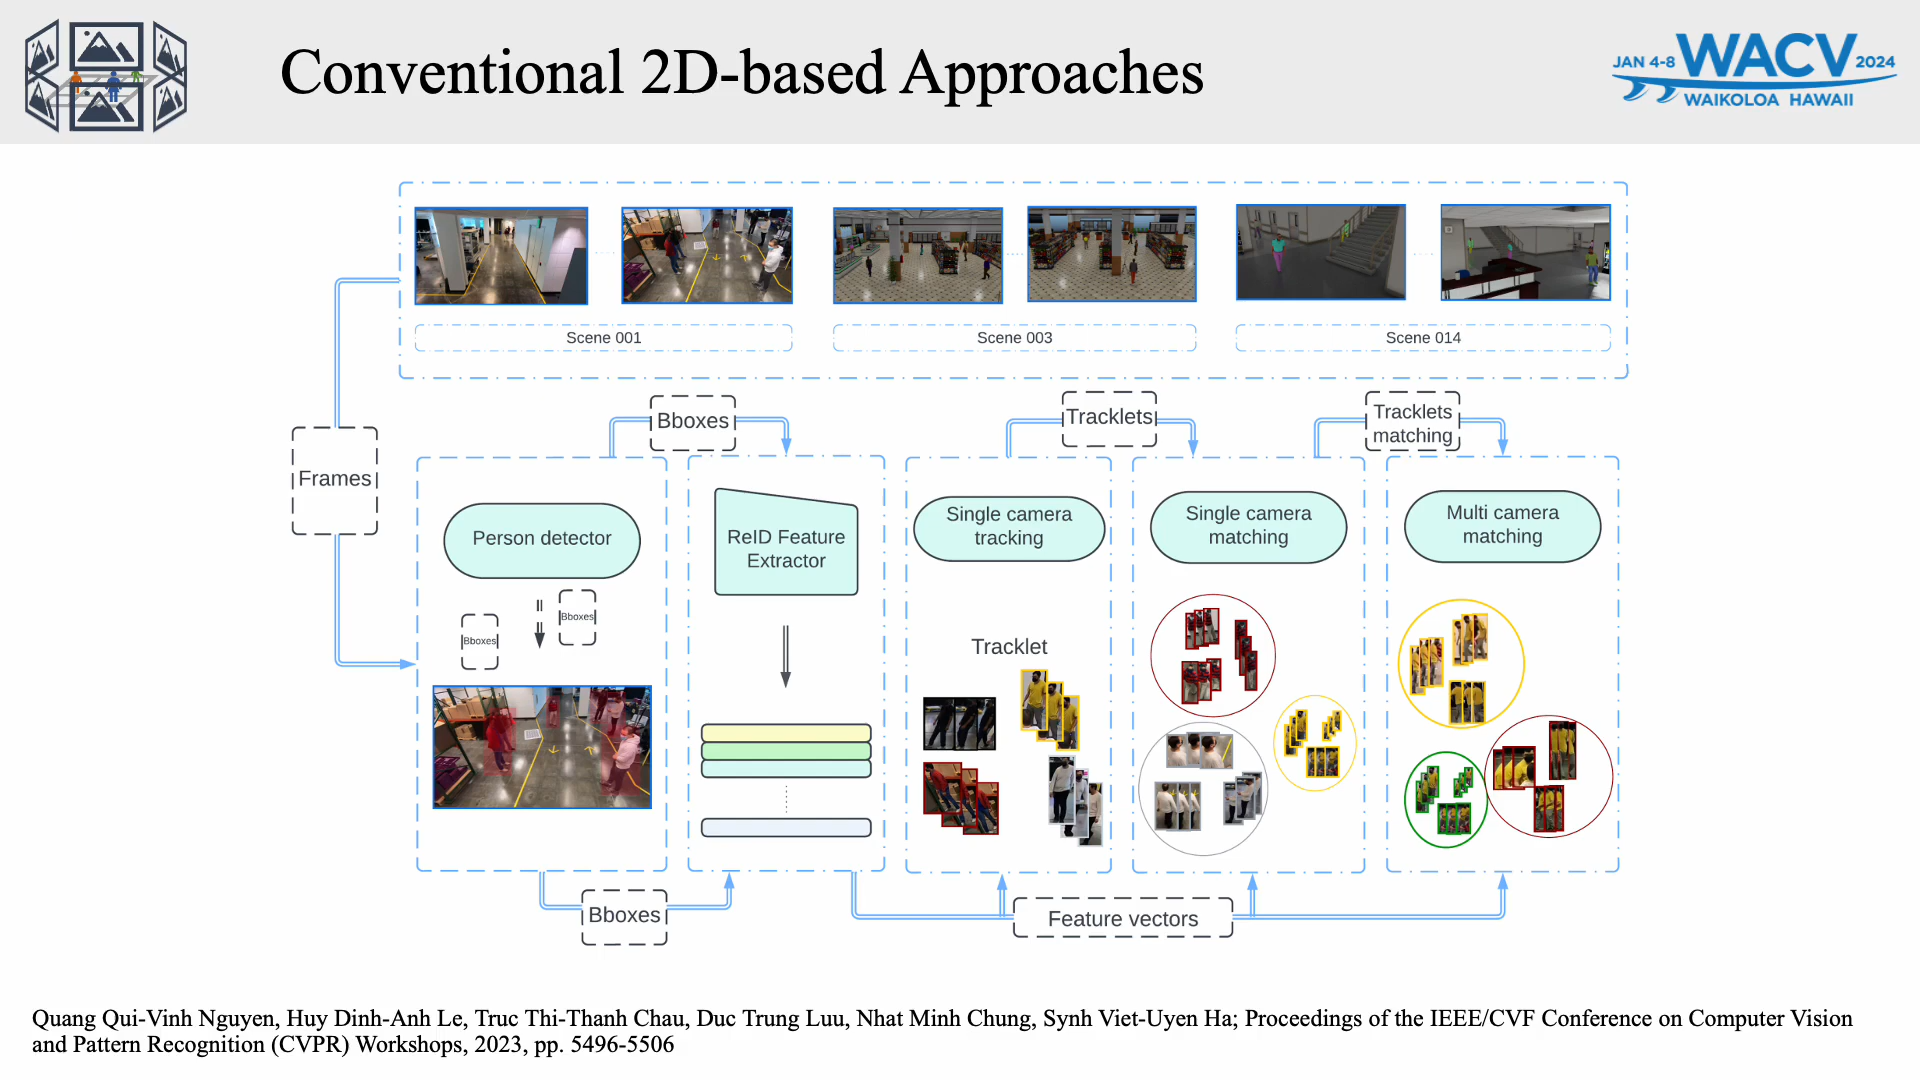 Conventional 2D-based Approaches
JAN 4-8 WACV 2024
WAIKOLOA HAWAII
Scene 001
Scene 003
Scene 014
Frames
Bboxes
Tracklets
Tracklets
matching
Person detector
Bboxes
Bboxes
ReID Feature
Extractor
Single camera
tracking
Tracklet
Single camera
matching
Multi camera
matching
Bboxes
Feature vectors
Quang Qui-Vinh Nguyen, Huy Dinh-Anh Le, Truc Thi-Thanh Chau, Duc Trung Luu, Nhat Minh Chung, Synh Viet-Uyen Ha; Proceedings of the IEEE/CVF Conference on Computer Vision
and Pattern Recognition (CVPR) Workshops, 2023, pp. 5496-5506